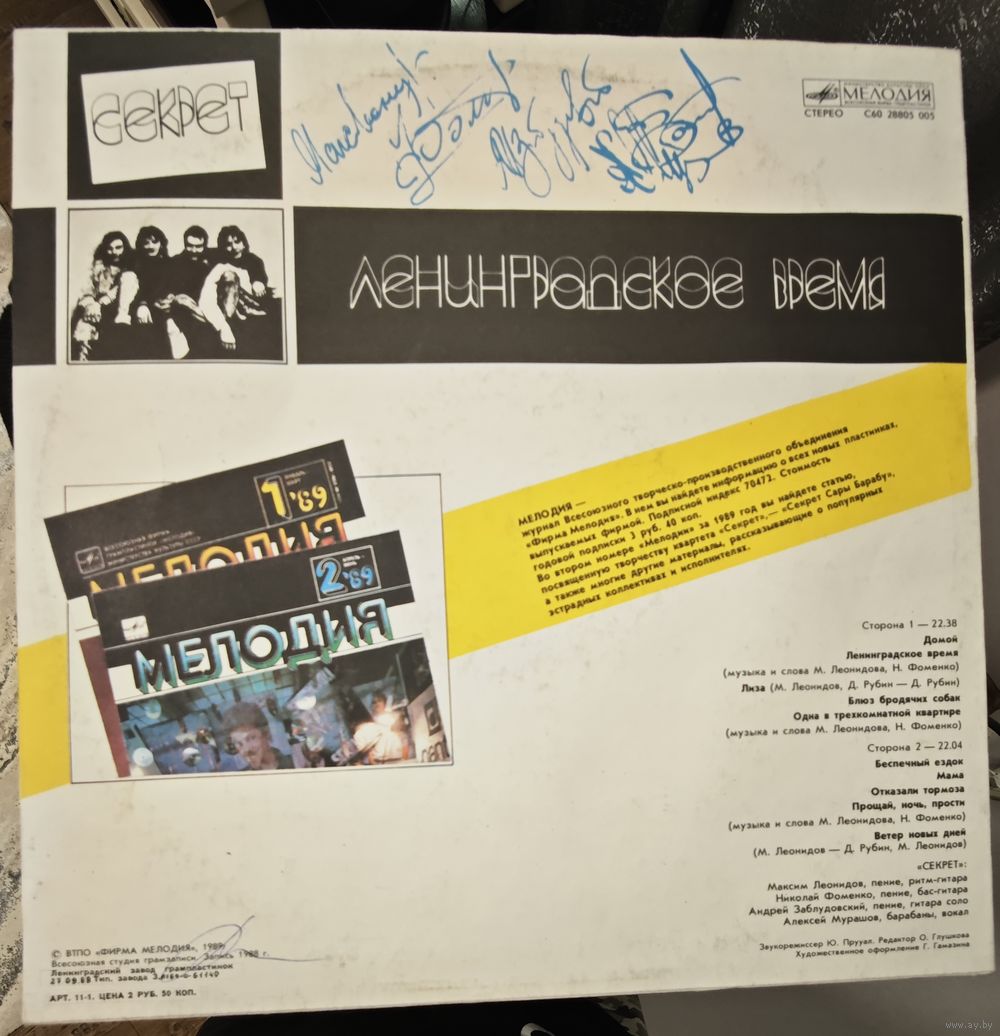 СЕКРЕТ
МЕЛОДИЯ
СТЕРЕО С60 28805 005
ЛЕНИНГРАДСКОЕ ВРЕМЯ
1 '89
МЕЛОДИЯ
2 '89
МЕЛОДИЯ
МЕЛОДИЯ —
журнал Всесоюзного творческо-производственного объединения
«Фирма Мелодия». В нем вы найдете информацию о всех новых пластинках,
выпускаемых фирмой. Подписной индекс 70472. Стоимость
годовой подписки 3 руб. 40 коп.
Во втором номере «Мелодии» за 1989 год вы найдете статью,
посвященную творчеству квартета «Секрет»,— «Секрет Сары Барабу»,
а также многие другие материалы, рассказывающие о популярных
эстрадных коллективах и исполнителях.
Сторона 1 — 22.38
Домой
Ленинградское время
(музыка и слова М. Леонидова, Н. Фоменко)
Лиза (М. Леонидов, Д. Рубин — Д. Рубин)
Блюз бродячих собак
Одна в трехкомнатной квартире
(музыка и слова М. Леонидова, Н. Фоменко)
Сторона 2 — 22.04
Беспечный ездок
Мама
Отказали тормоза
Прощай, ночь, прости
(музыка и слова М. Леонидова, Н. Фоменко)
Ветер новых дней
(М. Леонидов — Д. Рубин, М. Леонидов)
«СЕКРЕТ»:
Максим Леонидов, пение, ритм-гитара
Николай Фоменко, пение, бас-гитара
Андрей Заблудовский, пение, гитара соло
Алексей Мурашов, барабаны, вокал
Звукорежиссер Ю. Прууал. Редактор О. Глушкова
Художественное оформление Г. Гамазина
© ВТПО «ФИРМА МЕЛОДИЯ», 1989
Всесоюзная студия грамзаписи. Запись 1988 г.
Ленинградский завод грампластинок
Тип. завода
АРТ. 11-1. ЦЕНА 2 РУБ. 50 КОП.
www.ay.by